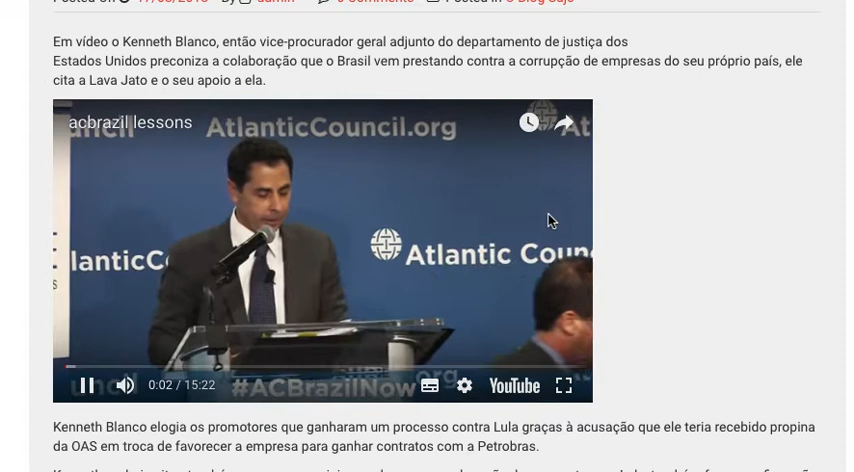 Em vídeo o Kenneth Blanco, então vice-procurador geral adjunto do departamento de justiça dos
Estados Unidos preconiza a colaboração que o Brasil vem prestando contra a corrupção de empresas do seu próprio país, ele
cita a Lava Jato e o seu apoio a ela.
acbrazil lessons
AtlanticCouncil.org
At
lanticCo
Atlantic Coun
0:02 / 15:22
#ACBrazilNow
YouTube
Kenneth Blanco elogia os promotores que ganharam um processo contra Lula graças à acusação que ele teria recebido propina
da OAS em troca de favorecer a empresa para ganhar contratos com a Petrobras.